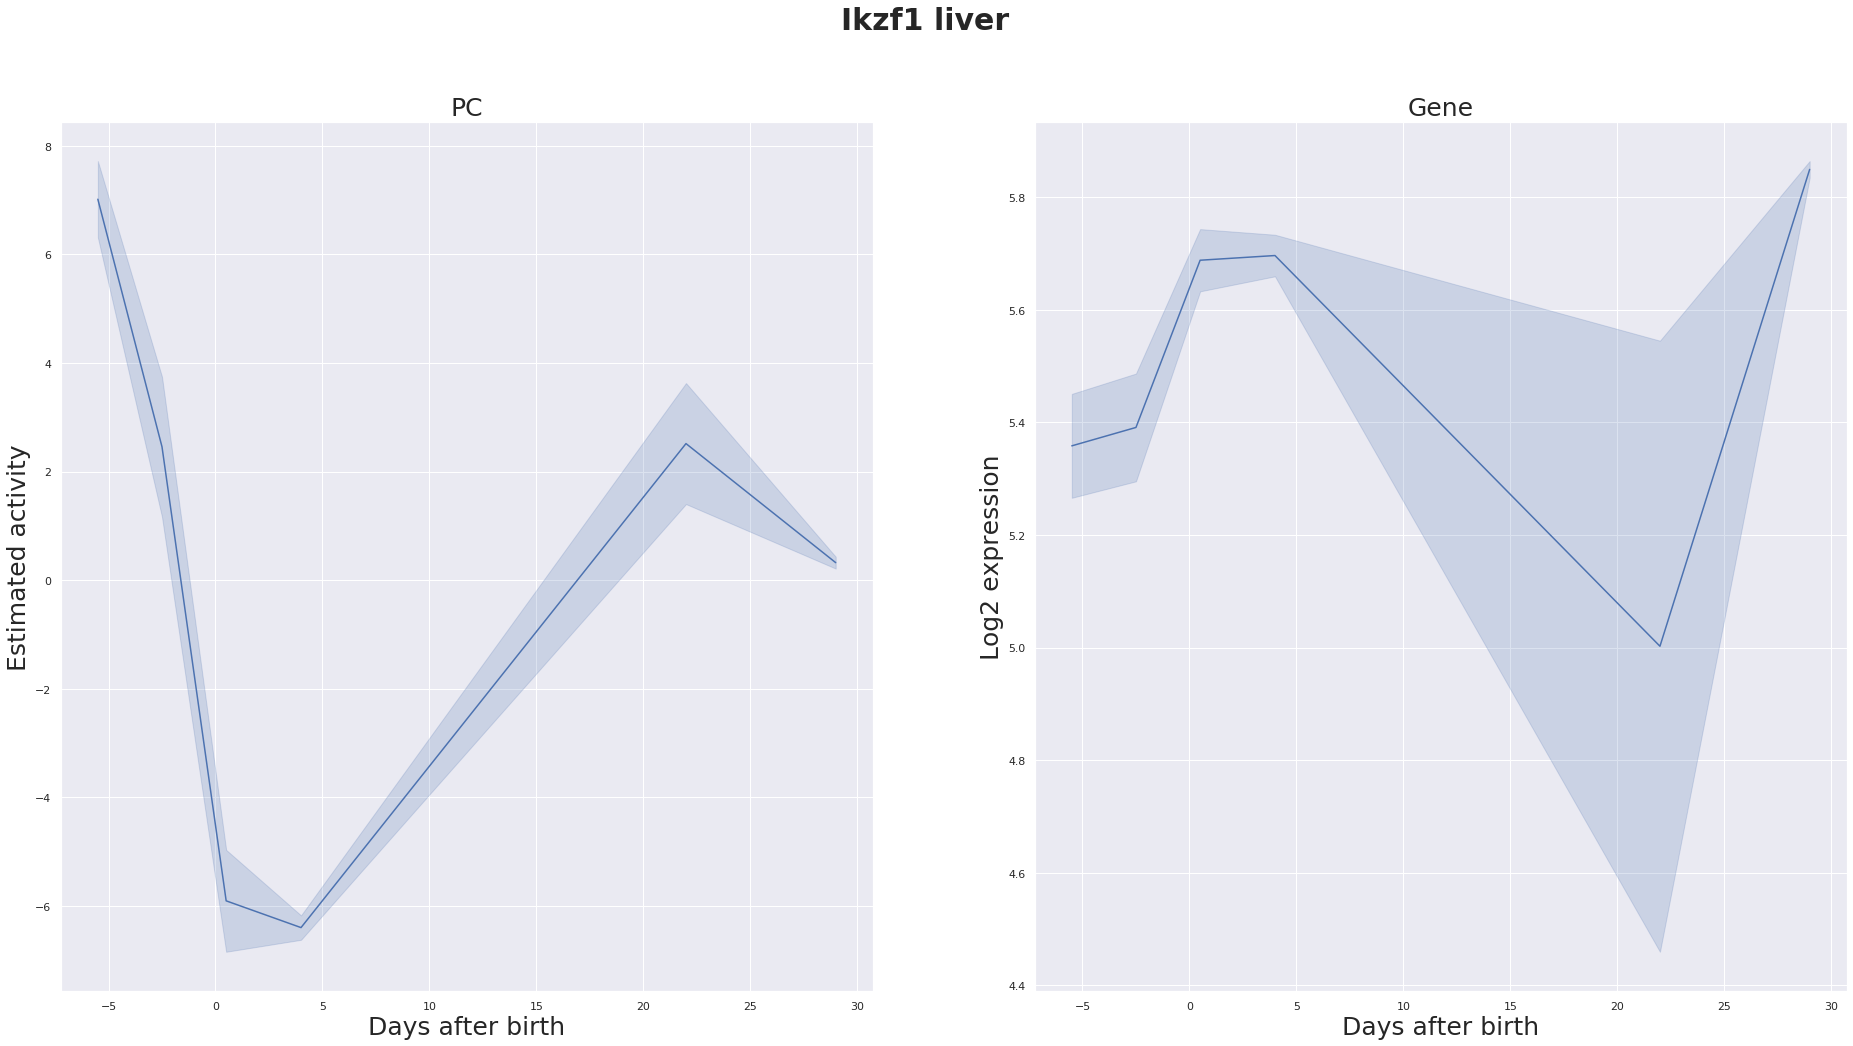 Ikzf1 liver
PC
Estimated activity
8
6
4
2
0
−2
−4
−6
−5 0 5 10 15 20 25 30
Days after birth
Gene
Log2 expression
5.8
5.6
5.4
5.2
5.0
4.8
4.6
4.4
−5 0 5 10 15 20 25 30
Days after birth